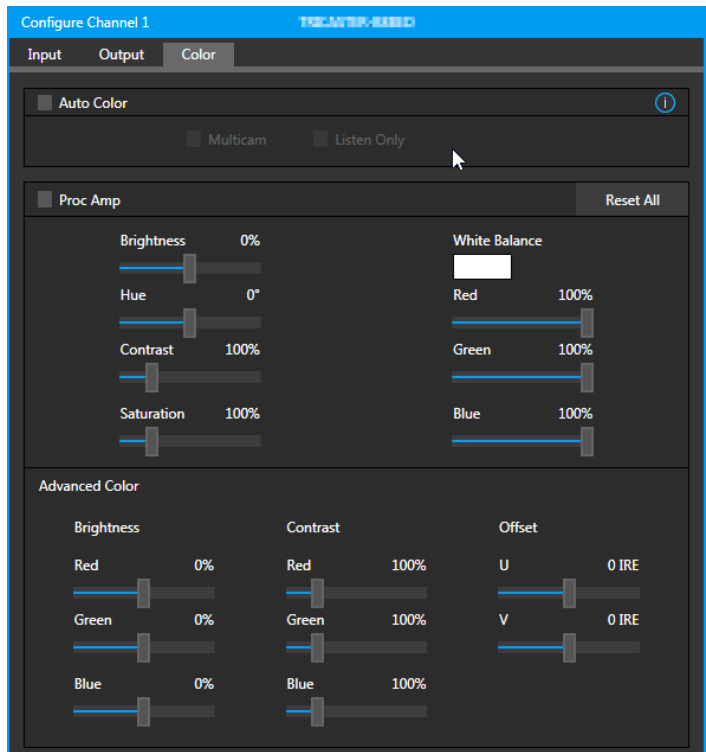 Configure Channel 1
Input Output Color
Auto Color i
Multicam Listen Only
Proc Amp Reset All
Brightness 0% White Balance
Hue 0° Red 100%
Contrast 100% Green 100%
Saturation 100% Blue 100%
Advanced Color
Brightness Contrast Offset
Red 0% Red 100% U 0 IRE
Green 0% Green 100% V 0 IRE
Blue 0% Blue 100%